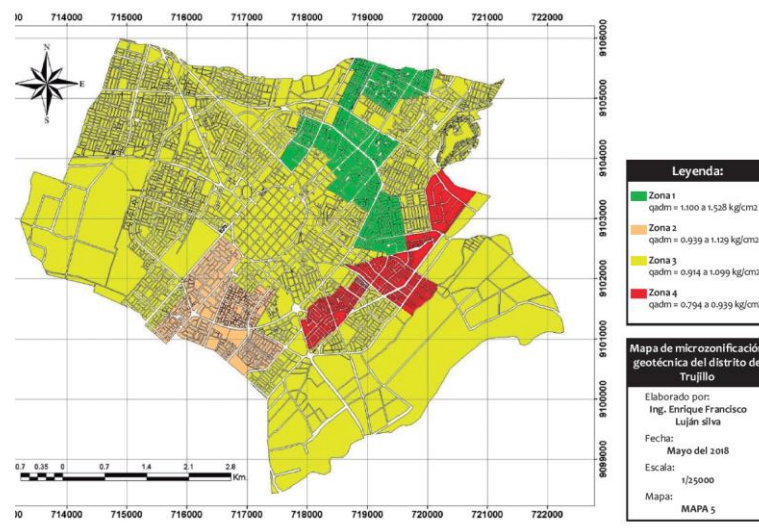 714000 715000 716000 717000 718000 719000 720000 721000 722000
9106000
9105000
9104000
9103000
9102000
9101000
9100000
9099000
N
E
S
0.7 0.35 0 0.7 1.4 2.1 2.8
Km.
714000 715000 716000 717000 718000 719000 720000 721000 722000
Leyenda:
Zona 1
qadm = 1.100 a 1.528 kg/cm2
Zona 2
qadm = 0.939 a 1.129 kg/cm2
Zona 3
qadm = 0.914 a 1.099 kg/cm2
Zona 4
qadm = 0.794 a 0.939 kg/cm
Mapa de microzonificación
geotécnica del distrito de
Trujillo
Elaborado por:
Ing. Enrique Francisco
Luján silva
Fecha:
Mayo del 2018
Escala:
1/25000
Mapa:
MAPA 5